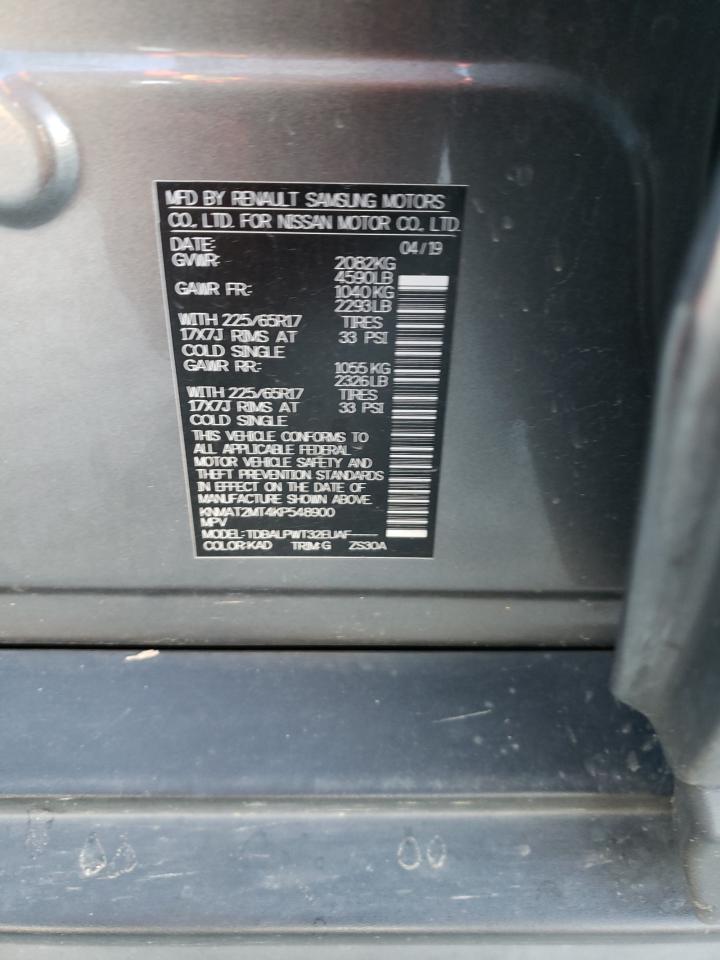 MFD BY RENAULT SAMSUNG MOTORS
CO., LTD. FOR NISSAN MOTOR CO., LTD.
DATE: 04/19
GVWR: 2082KG
4590LB
GAWR FR: 1040KG
2293LB
WITH 225/65R17 TIRES
17X7J RIMS AT 33 PSI
COLD SINGLE
GAWR RR: 1055KG
2326LB
WITH 225/65R17 TIRES
17X7J RIMS AT 33 PSI
COLD SINGLE
THIS VEHICLE CONFORMS TO
ALL APPLICABLE FEDERAL
MOTOR VEHICLE SAFETY AND
THEFT PREVENTION STANDARDS
IN EFFECT ON THE DATE OF
MANUFACTURE SHOWN ABOVE.
KNMAT2MT4KP548900
MPV
MODEL: TDBALPWT32EUAF-----
COLOR:KAD TRIM:G ZS30A